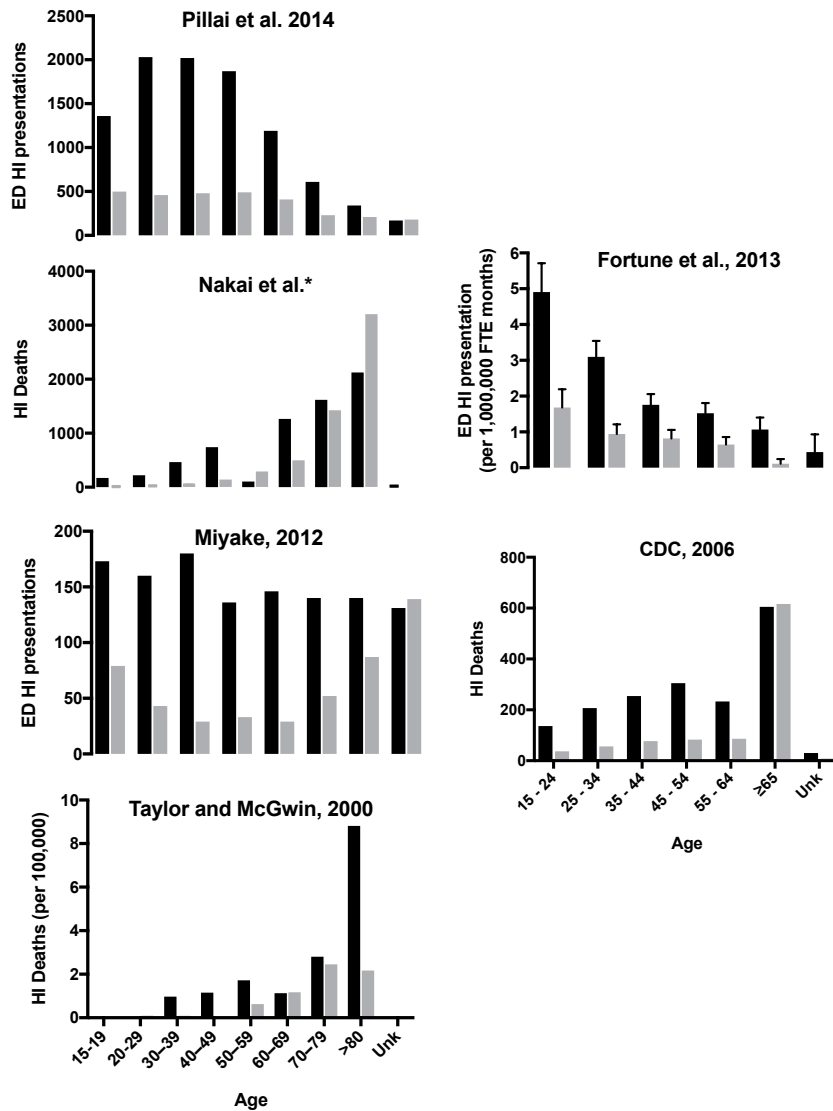 Pillai et al. 2014
ED HI presentations
2500
2000
1500
1000
500
0
Nakai et al.*
HI Deaths
4000
3000
2000
1000
0
Miyake, 2012
ED HI presentations
200
150
100
50
0
Taylor and McGwin, 2000
HI Deaths (per 100,000)
10
8
6
4
2
0
15-19
20-29
30–39
40–49
50–59
60–69
70–79
>80
Unk
Age
Fortune et al., 2013
ED HI presentation
(per 1,000,000 FTE months)
6
5
4
3
2
1
0
CDC, 2006
HI Deaths
800
600
400
200
0
15 - 24
25 - 34
35 - 44
45 - 54
55 - 64
≥65
Unk
Age